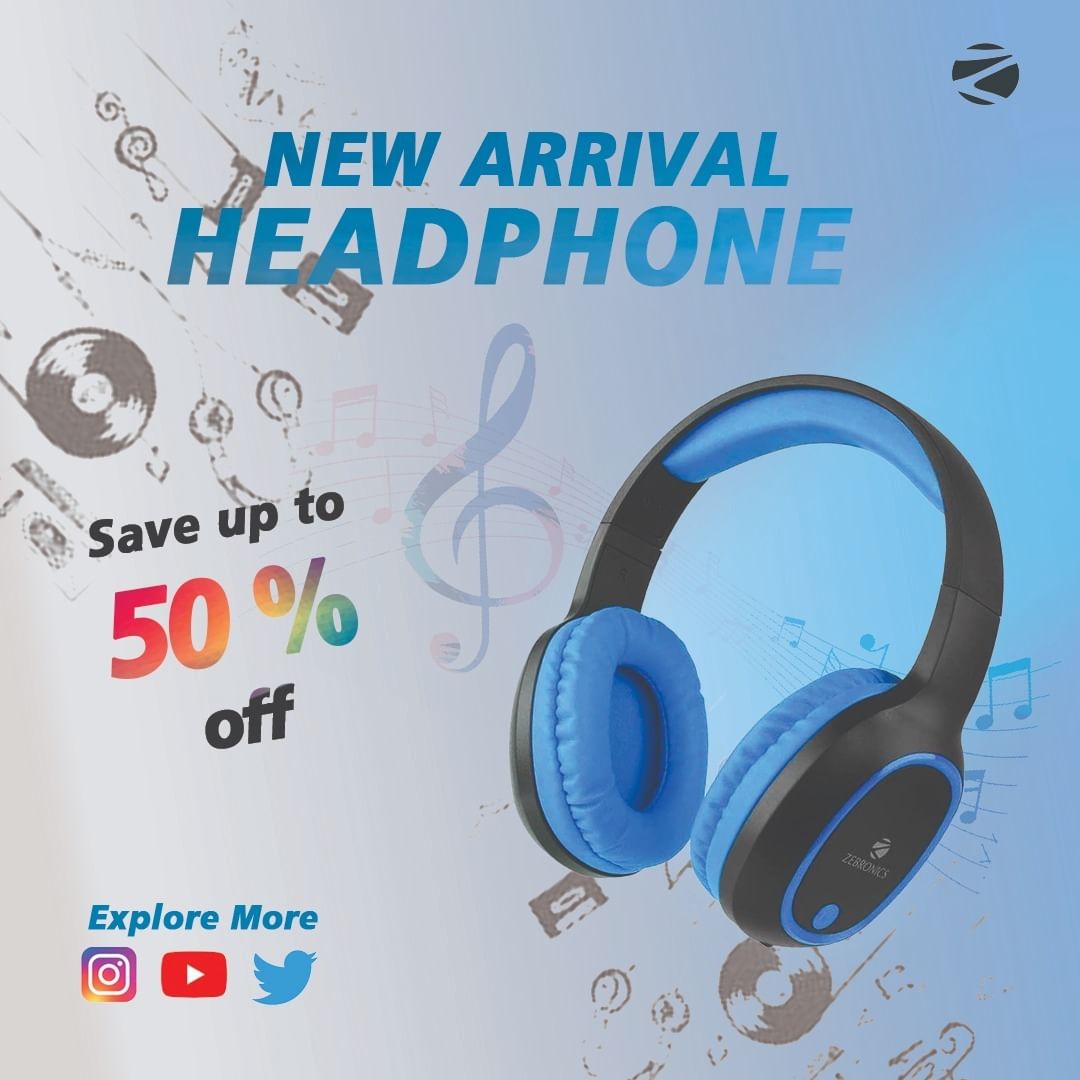 NEW ARRIVAL
HEADPHONE
Save up to
50 %
off
ZEBRONICS
Explore More